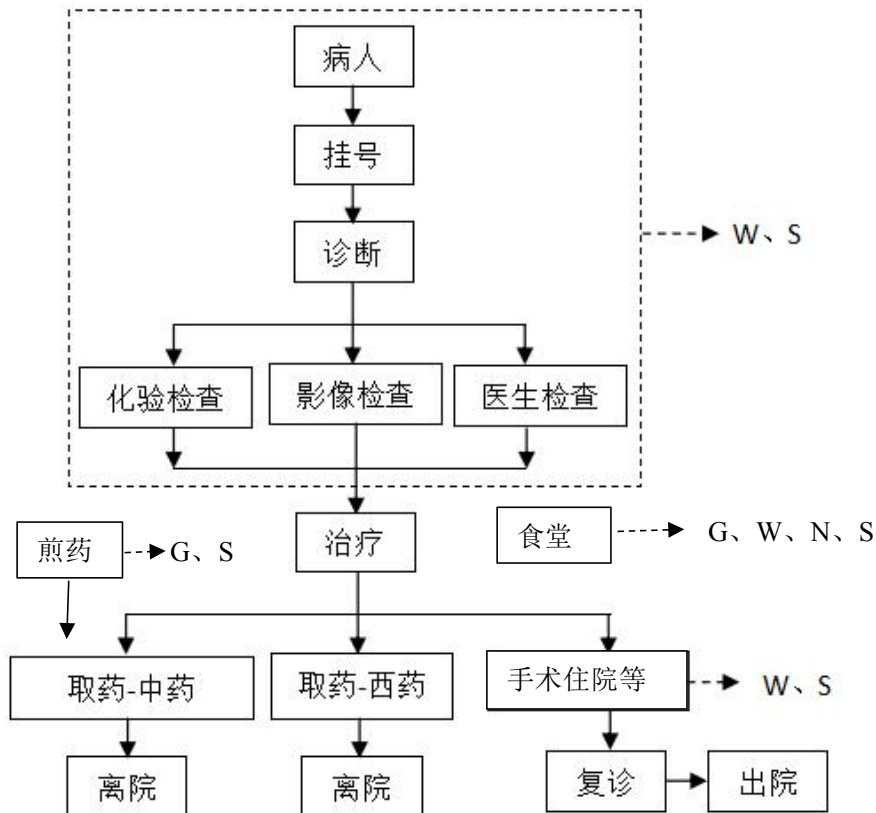 病人
挂号
诊断
W、S
化验检查
影像检查
医生检查
煎药
G、S
治疗
食堂
G、W、N、S
取药-中药
取药-西药
手术住院等
W、S
离院
离院
复诊
出院